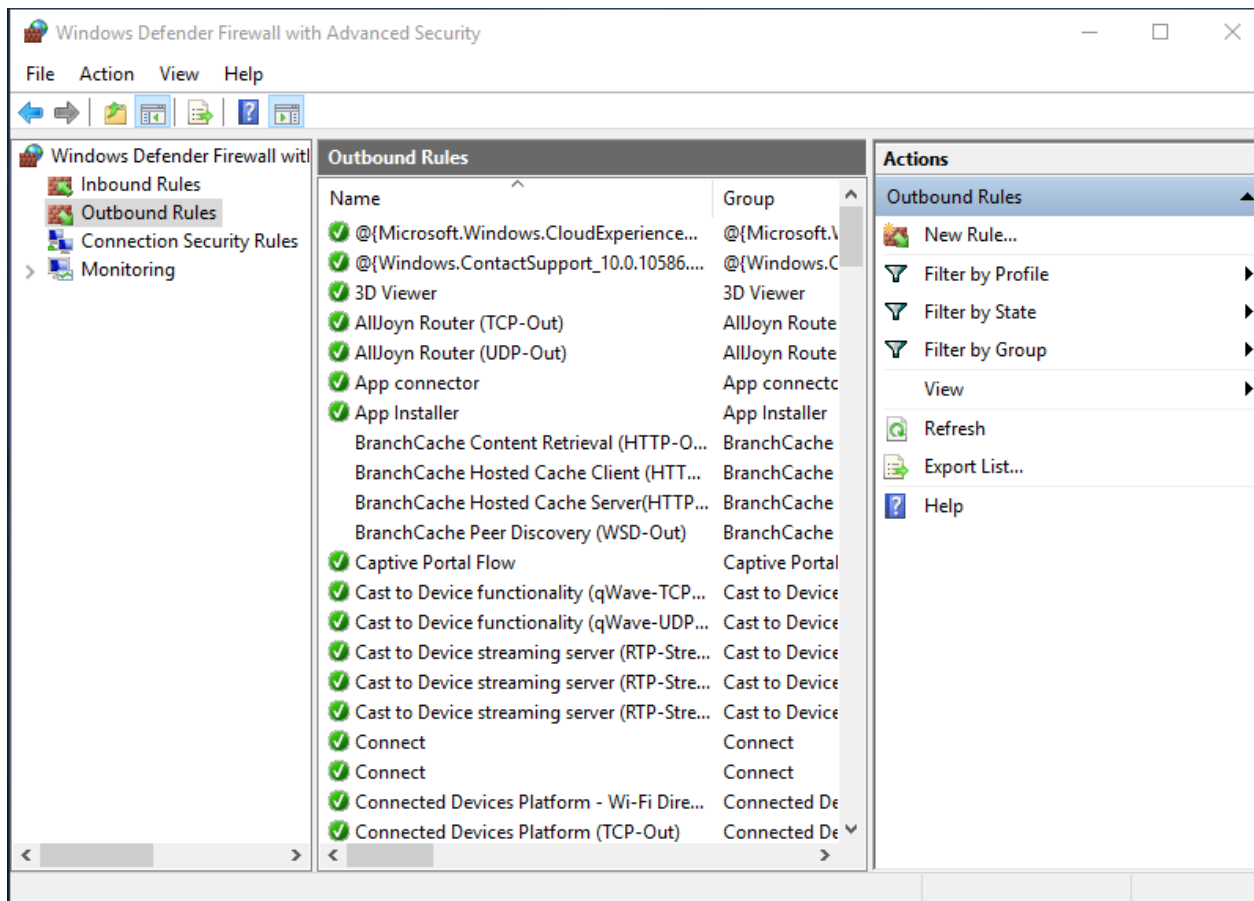 Windows Defender Firewall with Advanced Security
File Action View Help
Windows Defender Firewall witl
Inbound Rules
Outbound Rules
Connection Security Rules
Monitoring
Outbound Rules
Name Group
@{Microsoft.Windows.CloudExperience... @{Microsoft.\
@{Windows.ContactSupport_10.0.10586.... @{Windows.C
3D Viewer 3D Viewer
AllJoyn Router (TCP-Out) AllJoyn Route
AllJoyn Router (UDP-Out) AllJoyn Route
App connector App connectc
App Installer App Installer
BranchCache Content Retrieval (HTTP-O... BranchCache
BranchCache Hosted Cache Client (HTT... BranchCache
BranchCache Hosted Cache Server(HTTP... BranchCache
BranchCache Peer Discovery (WSD-Out) BranchCache
Captive Portal Flow Captive Portal
Cast to Device functionality (qWave-TCP... Cast to Device
Cast to Device functionality (qWave-UDP... Cast to Device
Cast to Device streaming server (RTP-Stre... Cast to Device
Cast to Device streaming server (RTP-Stre... Cast to Device
Cast to Device streaming server (RTP-Stre... Cast to Device
Connect Connect
Connect Connect
Connected Devices Platform - Wi-Fi Dire... Connected De
Connected Devices Platform (TCP-Out) Connected De
Actions
Outbound Rules
New Rule...
Filter by Profile
Filter by State
Filter by Group
View
Refresh
Export List...
Help